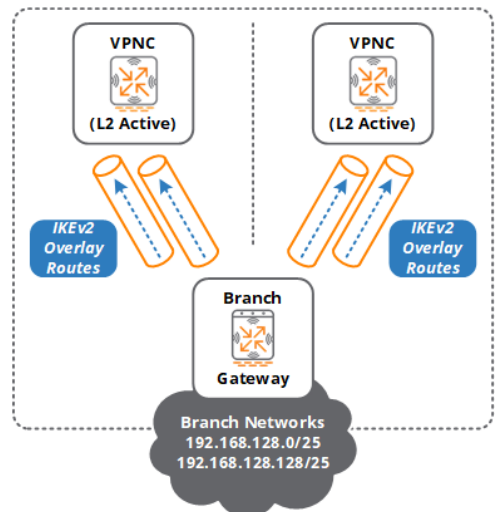 VPNC
(L2 Active)
VPNC
(L2 Active)
IKEv2
Overlay
Routes
IKEv2
Overlay
Routes
Branch
Gateway
Branch Networks
192.168.128.0/25
192.168.128.128/25